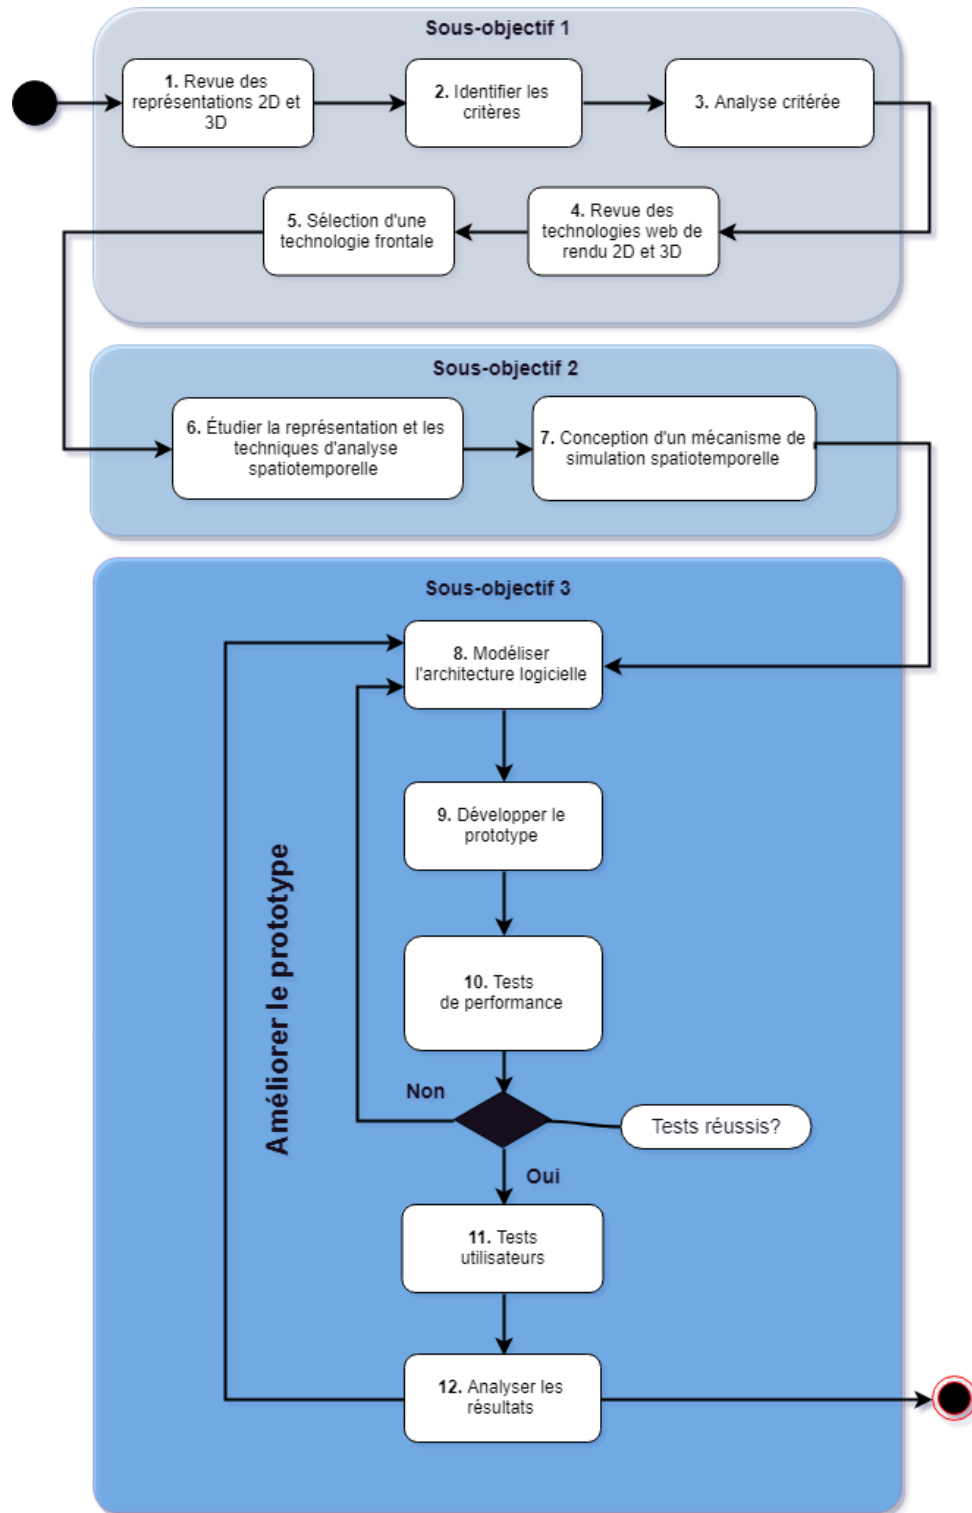 Sous-objectif 1
1. Revue des
représentations 2D et
3D
2. Identifier les
critères
3. Analyse critérée
4. Revue des
technologies web de
rendu 2D et 3D
5. Sélection d'une
technologie frontale
Sous-objectif 2
6. Étudier la représentation et les
techniques d'analyse
spatiotemporelle
7. Conception d'un mécanisme de
simulation spatiotemporelle
Sous-objectif 3
8. Modéliser
l'architecture logicielle
9. Développer le
prototype
Améliorer le prototype
10. Tests
de performance
Non
Tests réussis?
Oui
11. Tests
utilisateurs
12. Analyser les
résultats